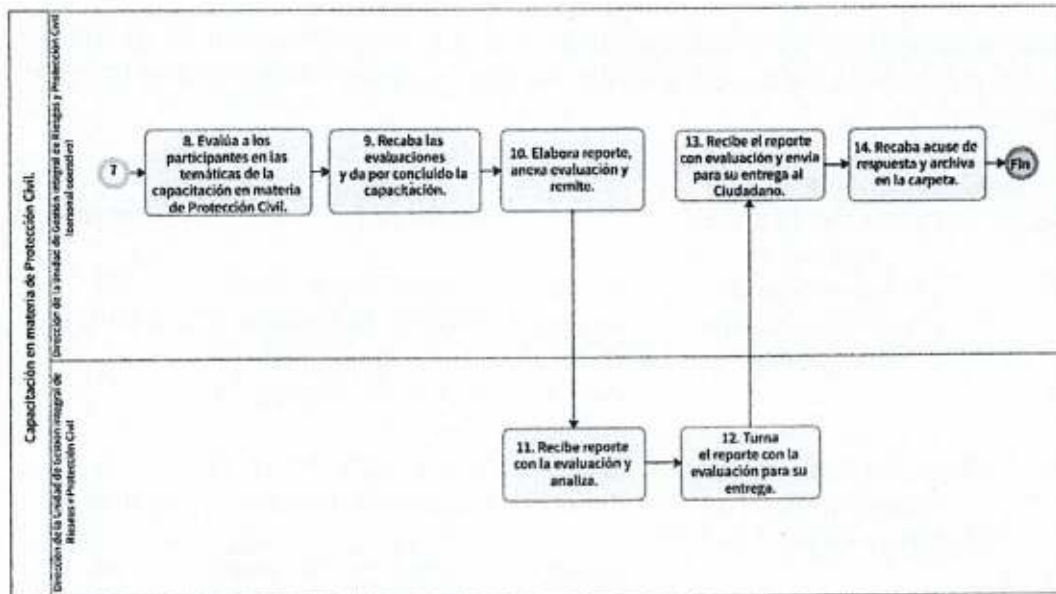 Capacitación en materia de Protección Civil.
Dirección de la Unidad de Gestión Integral de Riesgos y Protección Civil
(personal operativo)
7
8. Evalúa a los
participantes en las
temáticas de la
capacitación en materia
de Protección Civil.
9. Recaba las
evaluaciones
y da por concluido la
capacitación.
10. Elabora reporte,
anexa evaluación y
remite.
13. Recibe el reporte
con evaluación y envía
para su entrega al
Ciudadano.
14. Recaba acuse de
respuesta y archiva
en la carpeta.
Fin
Dirección de la Unidad de Gestión Integral de
Riesgos y Protección Civil
11. Recibe reporte
con la evaluación y
analiza.
12. Turna
el reporte con la
evaluación para su
entrega.